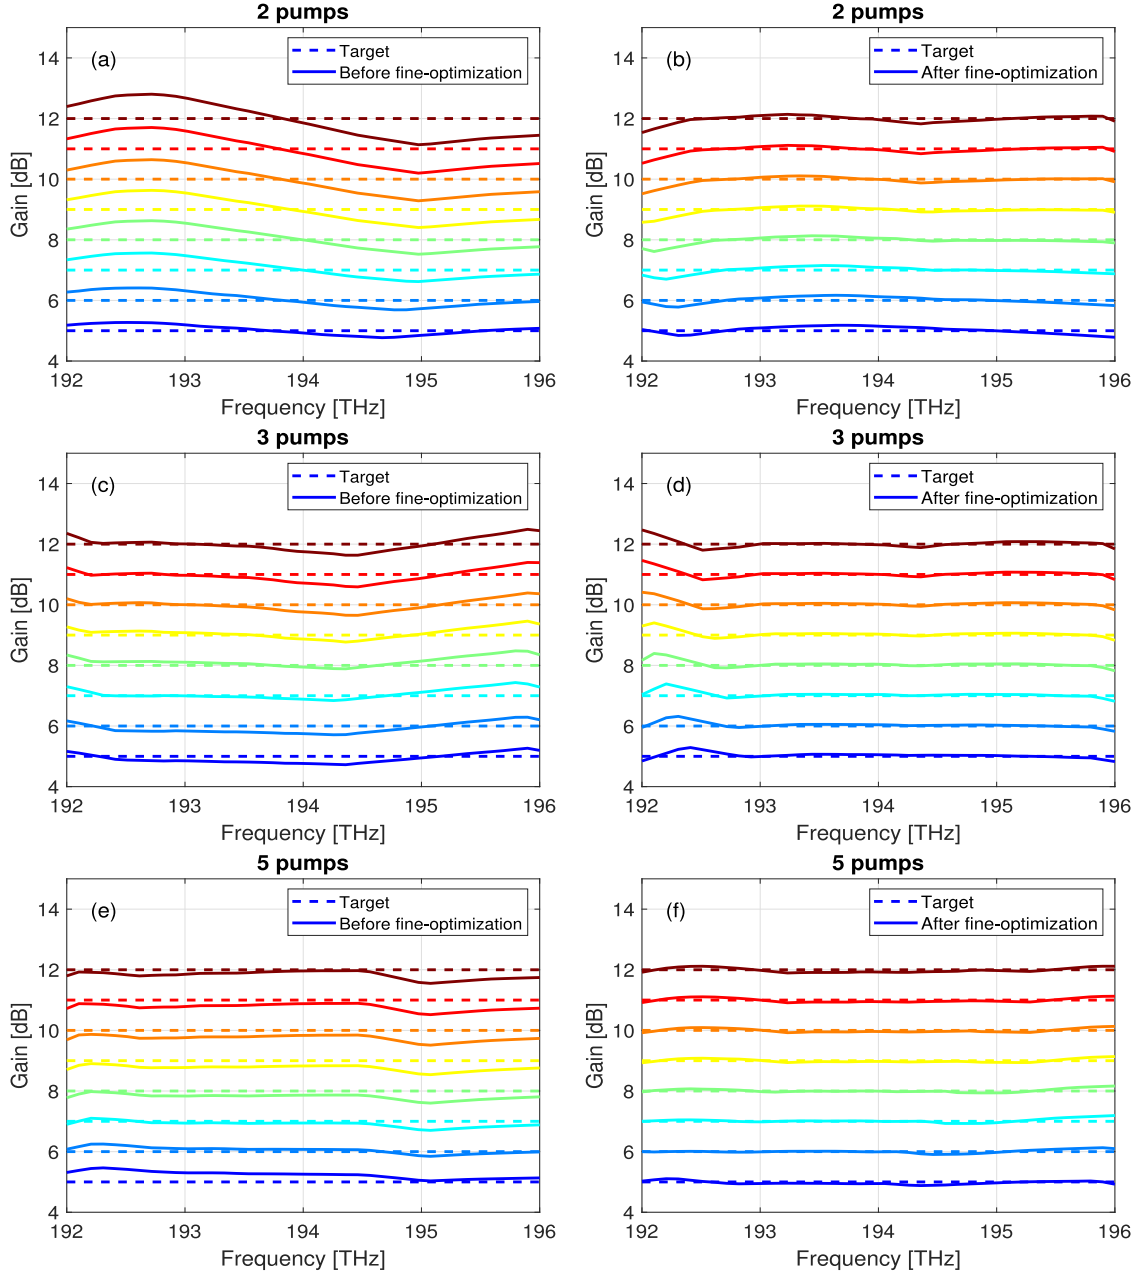 2 pumps
(a)
Target
Before fine-optimization
Gain [dB]
14
12
10
8
6
4
192
193
194
195
196
Frequency [THz]
2 pumps
(b)
Target
After fine-optimization
Gain [dB]
14
12
10
8
6
4
192
193
194
195
196
Frequency [THz]
3 pumps
(c)
Target
Before fine-optimization
Gain [dB]
14
12
10
8
6
4
192
193
194
195
196
Frequency [THz]
3 pumps
(d)
Target
After fine-optimization
Gain [dB]
14
12
10
8
6
4
192
193
194
195
196
Frequency [THz]
5 pumps
(e)
Target
Before fine-optimization
Gain [dB]
14
12
10
8
6
4
192
193
194
195
196
Frequency [THz]
5 pumps
(f)
Target
After fine-optimization
Gain [dB]
14
12
10
8
6
4
192
193
194
195
196
Frequency [THz]